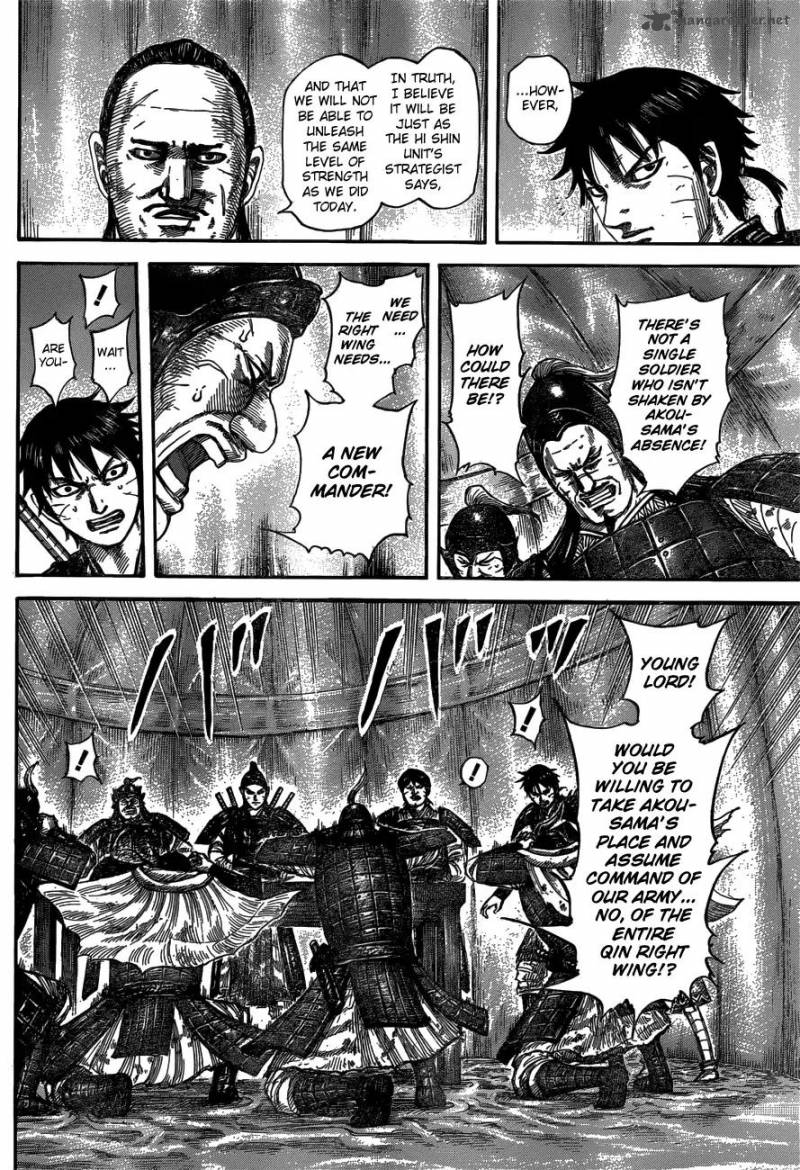 mangareader.net
...HOW-
EVER,
IN TRUTH,
I BELIEVE
IT WILL BE
JUST AS
THE HI SHIN
UNIT'S
STRATEGIST
SAYS,
AND THAT
WE WILL NOT
BE ABLE TO
UNLEASH
THE SAME
LEVEL OF
STRENGTH
AS WE DID
TODAY.
THERE'S
NOT A
SINGLE
SOLDIER
WHO ISN'T
SHAKEN BY
AKOU-
SAMA'S
ABSENCE!
HOW
COULD
THERE
BE!?
WE
NEED
...
THE
RIGHT
WING
NEEDS...
A NEW
COM-
MANDER!
!
WAIT
...
ARE
YOU-
YOUNG
LORD!
WOULD
YOU BE
WILLING TO
TAKE AKOU-
SAMA'S
PLACE AND
ASSUME
COMMAND OF
OUR ARMY...
NO, OF THE
ENTIRE
QIN RIGHT
WING!?
バババッ
!
!
!